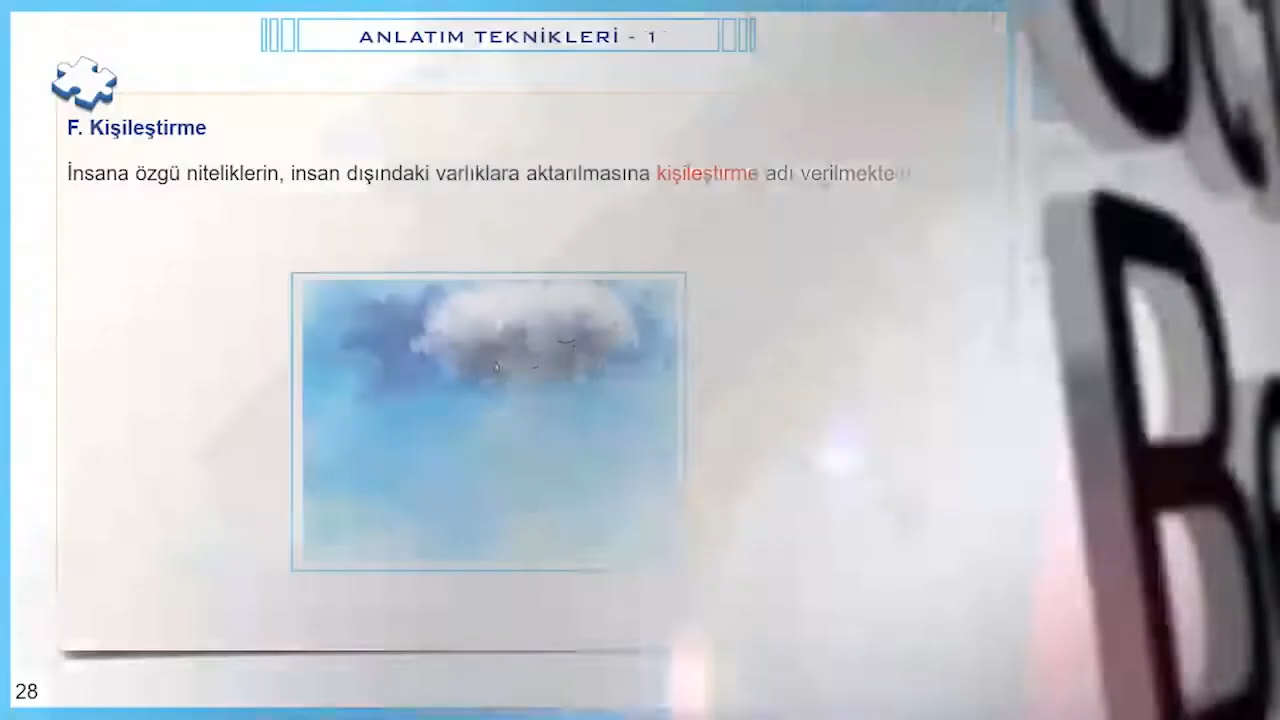 ANLATIM TEKNİKLERİ - 1
F. Kişileştirme
İnsana özgü niteliklerin, insan dışındaki varlıklara aktarılmasına kişileştirme adı
28